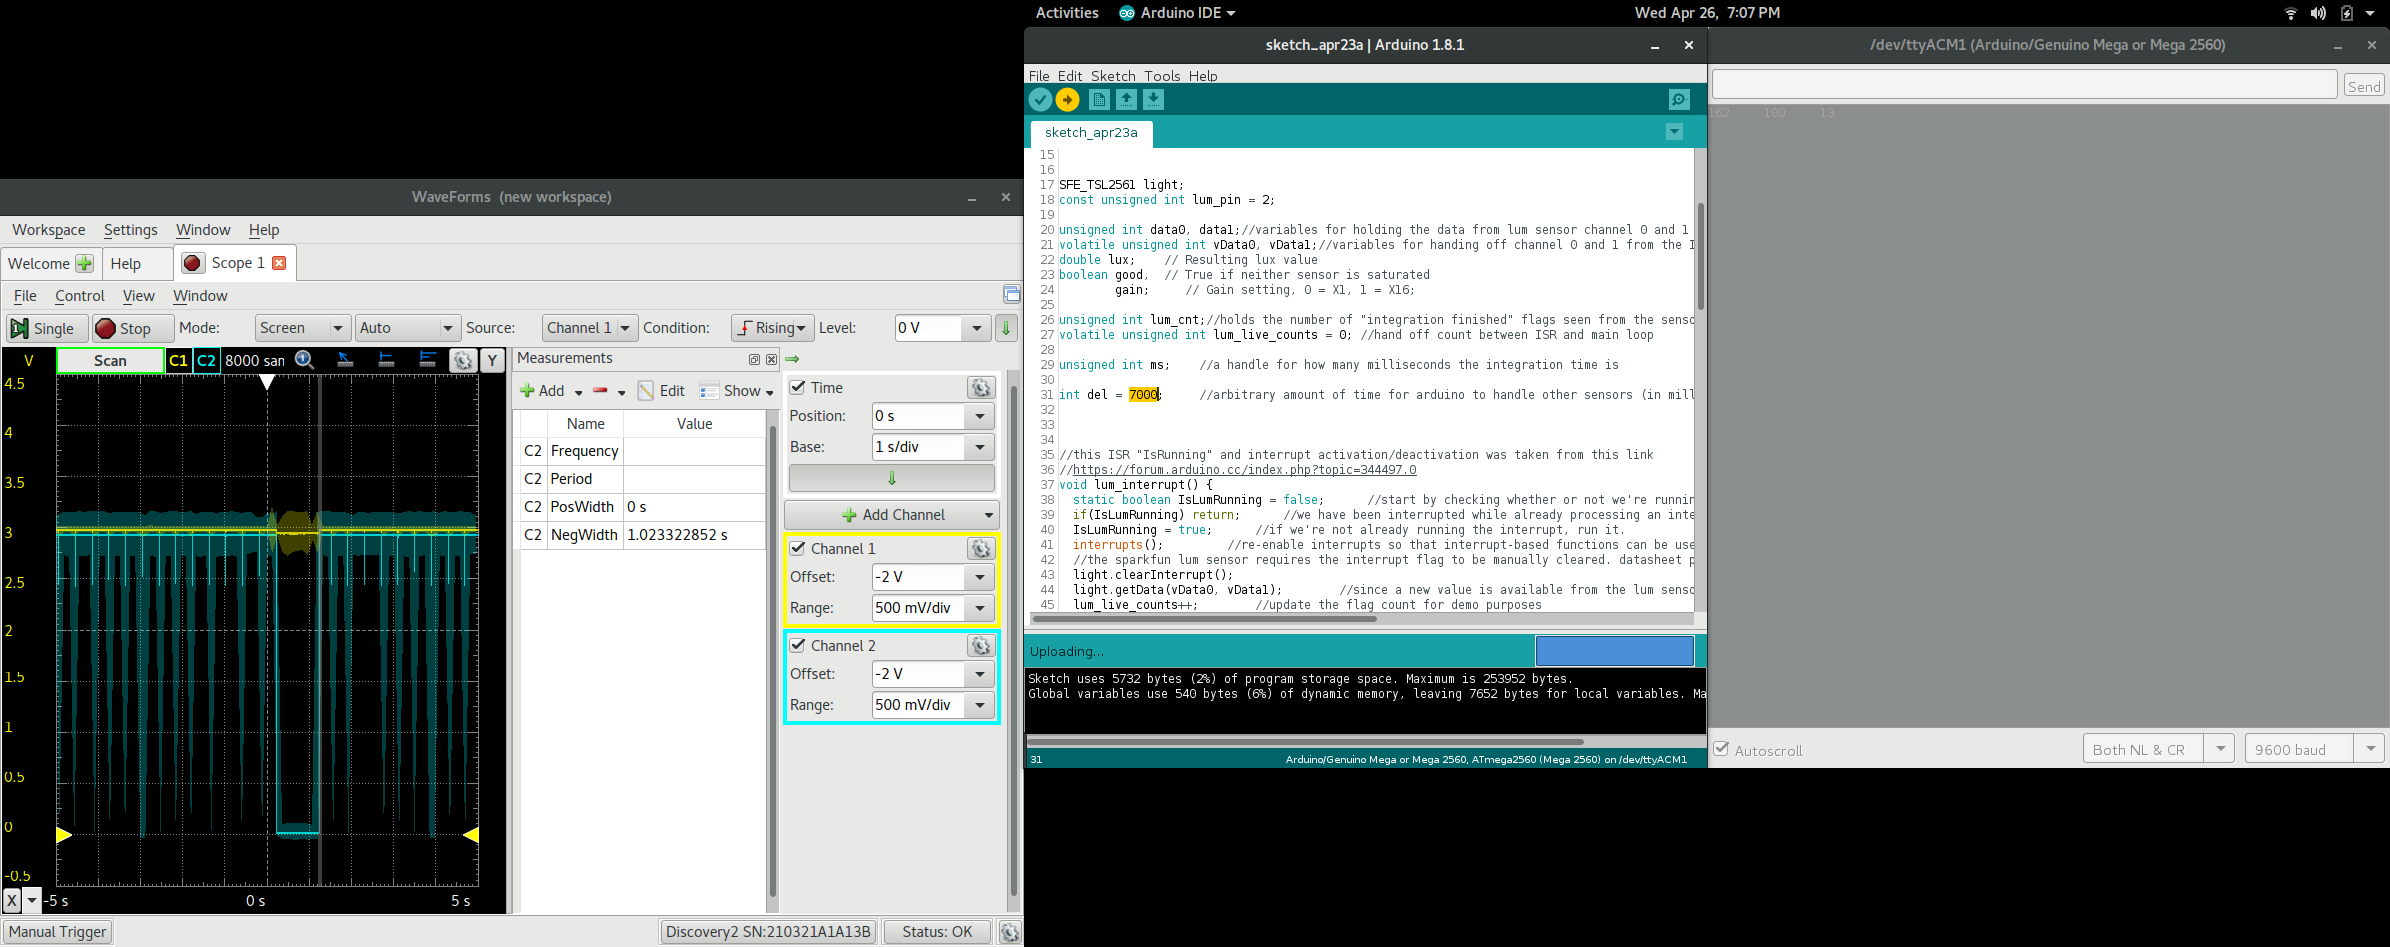 Activities Arduino IDE Wed Apr 26, 7:07 PM
WaveForms (new workspace)
Workspace Settings Window Help
Welcome Help Scope 1
File Control View Window
Single Stop Mode: Screen Auto Source: Channel 1 Condition: Rising Level: 0 V
V Scan C1 C2 8000 san Y
4.5
4
3.5
3
2.5
2
1.5
1
0.5
0
-0.5
X -5 s 0 s 5 s
Measurements
Add Edit Show
Name Value
C2 Frequency
C2 Period
C2 PosWidth 0 s
C2 NegWidth 1.023322852 s
Time
Position: 0 s
Base: 1 s/div
Add Channel
Channel 1
Offset: -2 V
Range: 500 mV/div
Channel 2
Offset: -2 V
Range: 500 mV/div
Manual Trigger Discovery2 SN:210321A1A13B Status: OK
sketch_apr23a | Arduino 1.8.1
File Edit Sketch Tools Help
sketch_apr23a
15
16
17 SFE_TSL2561 light;
18 const unsigned int lum_pin = 2;
19
20 unsigned int data0, data1;//variables for holding the data from lum sensor channel 0 and 1
21 volatile unsigned int vData0, vData1;//variables for handing off channel 0 and 1 from the I
22 double lux; // Resulting lux value
23 boolean good, // True if neither sensor is saturated
24 gain; // Gain setting, 0 = X1, 1 = X16;
25
26 unsigned int lum_cnt;//holds the number of "integration finished" flags seen from the senso
27 volatile unsigned int lum_live_counts = 0; //hand off count between ISR and main loop
28
29 unsigned int ms; //a handle for how many milliseconds the integration time is
30
31 int del = 7000; //arbitrary amount of time for arduino to handle other sensors (in mill
32
33
34
35 //this ISR "IsRunning" and interrupt activation/deactivation was taken from this link
36 //https://forum.arduino.cc/index.php?topic=344497.0
37 void lum_interrupt() {
38 static boolean IsLumRunning = false; //start by checking whether or not we're runnin
39 if(IsLumRunning) return; //we have been interrupted while already processing an inte
40 IsLumRunning = true; //if we're not already running the interrupt, run it.
41 interrupts(); //re-enable interrupts so that interrupt-based functions can be use
42 //the sparkfun lum sensor requires the interrupt flag to be manually cleared. datasheet p
43 light.clearInterrupt();
44 light.getData(vData0, vData1); //since a new value is available from the lum senso
45 lum_live_counts++; //update the flag count for demo purposes
Uploading...
Sketch uses 5732 bytes (2%) of program storage space. Maximum is 253952 bytes.
Global variables use 540 bytes (6%) of dynamic memory, leaving 7652 bytes for local variables. Ma
31 Arduino/Genuino Mega or Mega 2560, ATmega2560 (Mega 2560) on /dev/ttyACM1
/dev/ttyACM1 (Arduino/Genuino Mega or Mega 2560)
Send
162 100 13
Autoscroll Both NL & CR 9600 baud